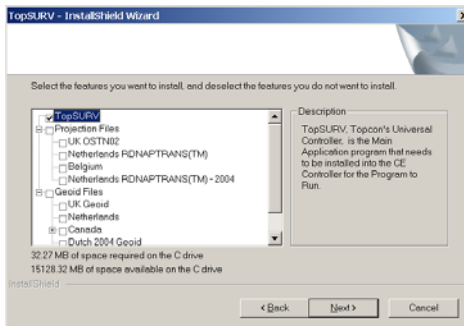 TopSURV - InstallShield Wizard
Select the features you want to install, and deselect the features you do not want to install.
TopSURV
Projection Files
UK OSTN02
Netherlands RDNAPTRANS(TM)
Belgium
Netherlands RDNAPTRANS(TM) - 2004
Geoid Files
UK Geoid
Netherlands
Canada
Dutch 2004 Geoid
Description
TopSURV, Topcon's Universal
Controller, is the Main
Application program that needs
to be installed into the CE
Controller for the Program to
Run.
32.27 MB of space required on the C drive
15128.32 MB of space available on the C drive
InstallShield
< Back
Next >
Cancel